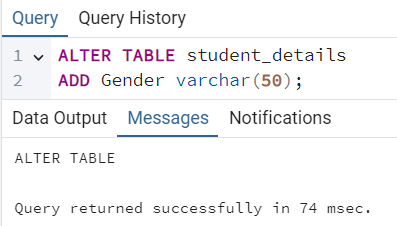 Query Query History
1 ALTER TABLE student_details
2 ADD Gender varchar(50);
Data Output Messages Notifications
ALTER TABLE
Query returned successfully in 74 msec.